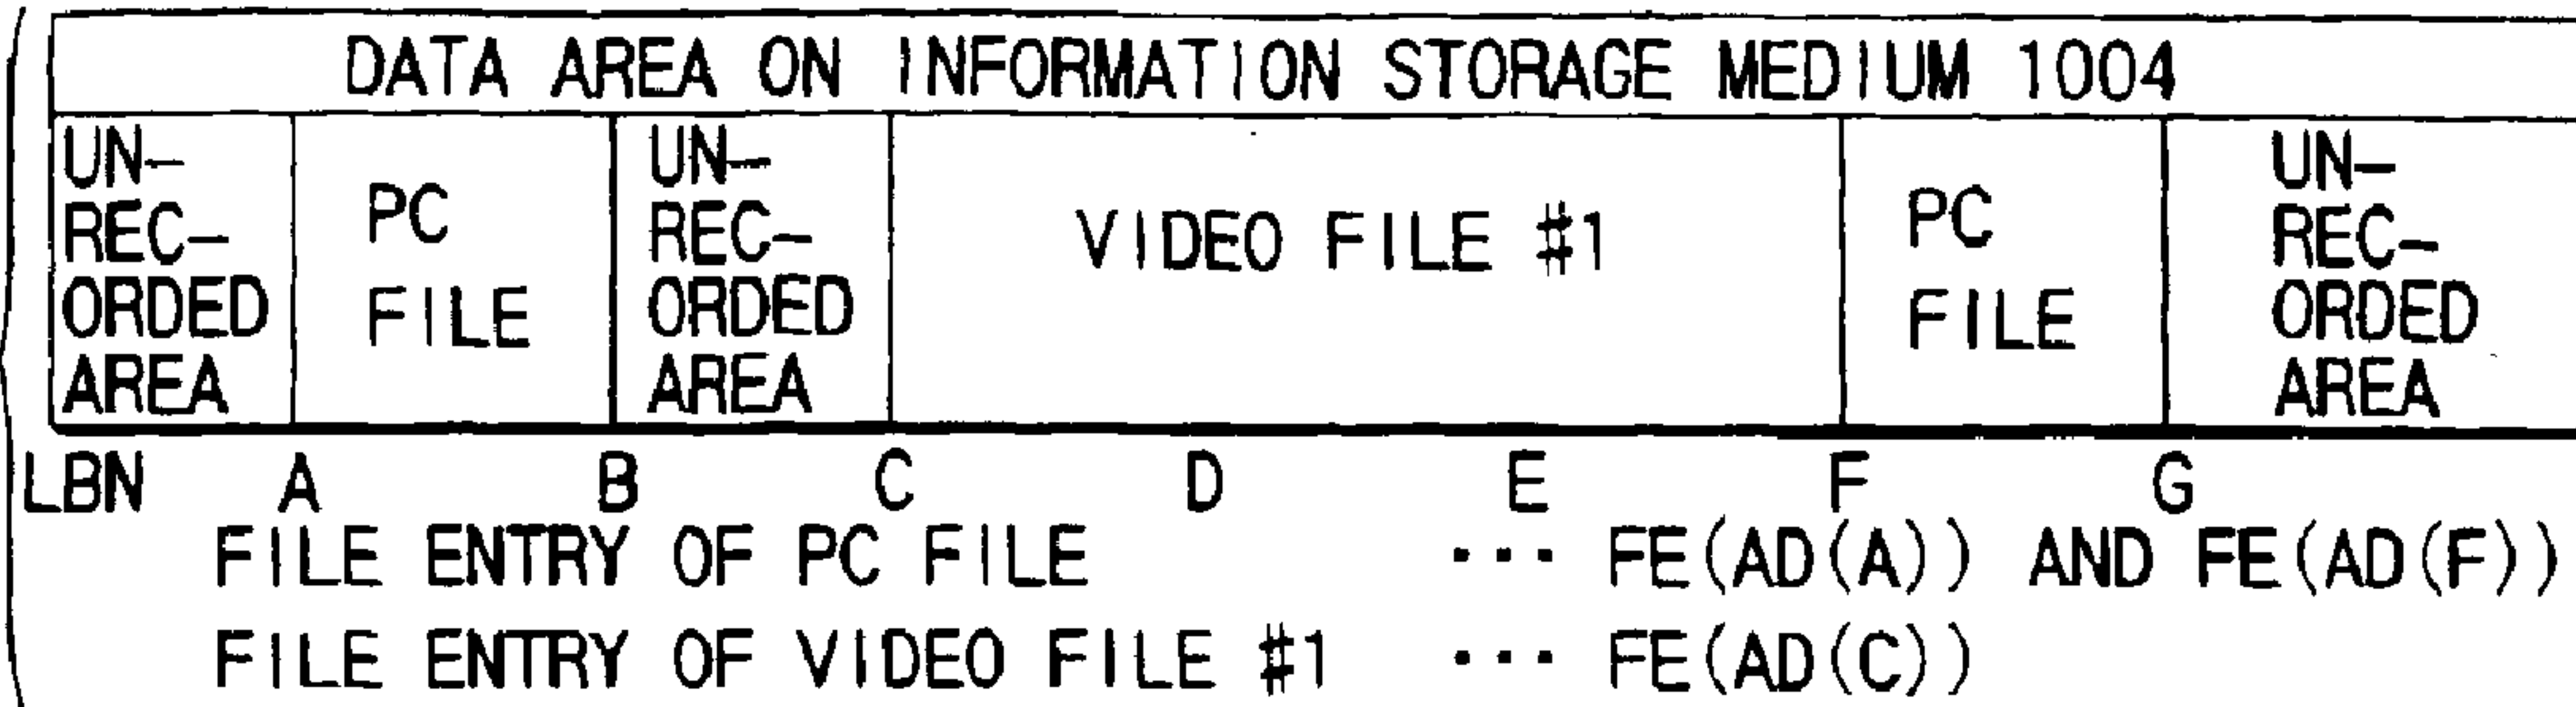 DATA AREA ON INFORMATION STORAGE MEDIUM 1004
UN-
REC-
ORDED
AREA
PC
FILE
UN-
REC-
ORDED
AREA
VIDEO FILE #1
PC
FILE
UN-
REC-
ORDED
AREA
LBN A B C D E F G
FILE ENTRY OF PC FILE ··· FE(AD(A)) AND FE(AD(F))
FILE ENTRY OF VIDEO FILE #1 ··· FE(AD(C))